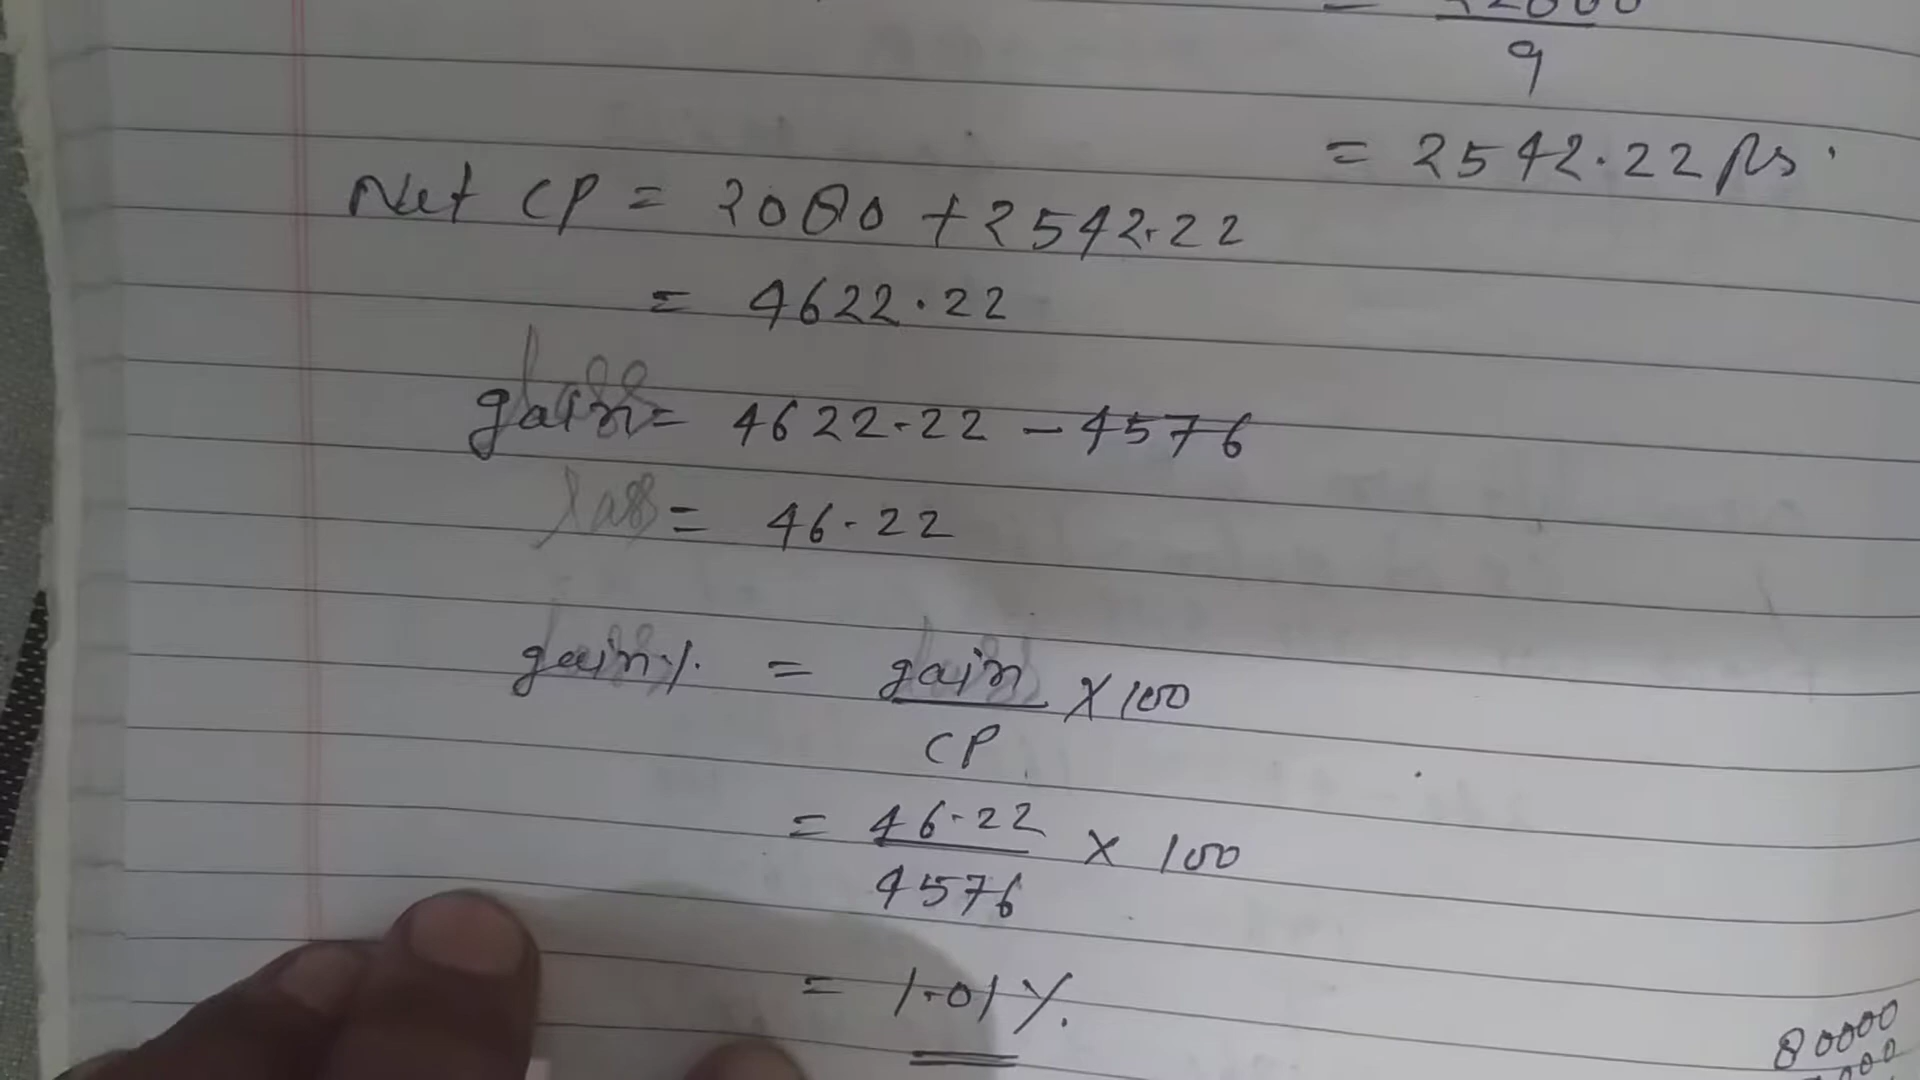 9
= 2542.22 Rs.
Net CP = 2080 + 2542.22
= 4622.22
gain = 4622.22 - 4576
loss = 46.22
gain% = gain × 100
CP
= 46.22 × 100
4576
= 1.01%.
80000